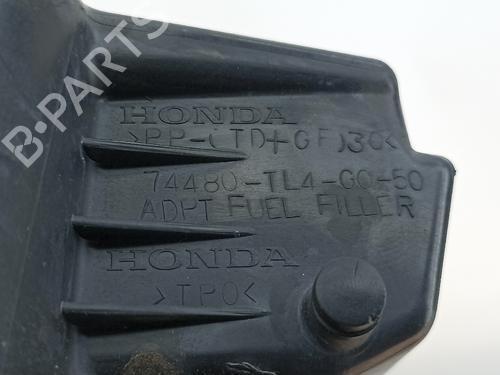 HONDA
>PP-(TD+GF)30<
74480-TL4-G0-50
ADPT FUEL FILLER
HONDA
>TPO<
B-PARTS